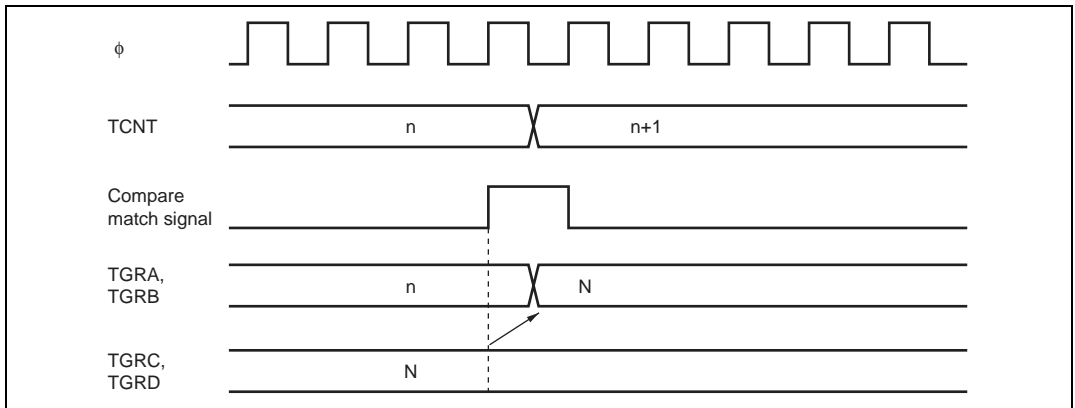 ϕ
TCNT
n
n+1
Compare
match signal
TGRA,
TGRB
n
N
TGRC,
TGRD
N